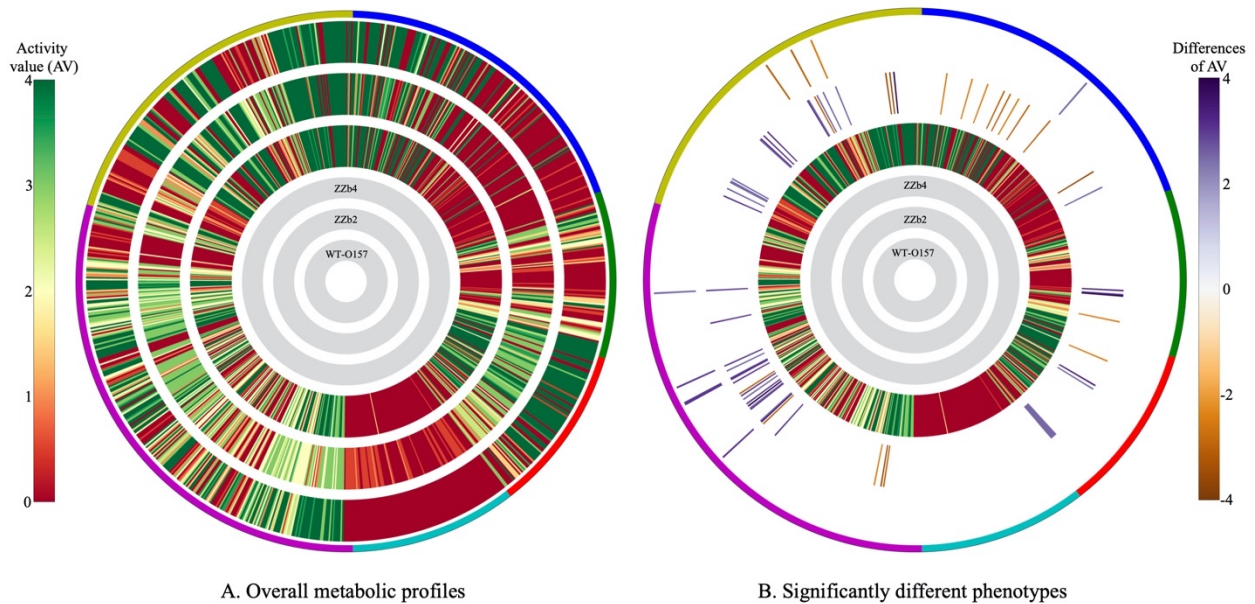 Activity
value (AV)
4
3
2
1
0
ZZb4
ZZb2
WT-O157
A. Overall metabolic profiles
ZZb4
ZZb2
WT-O157
Differences
of AV
4
2
0
-2
-4
B. Significantly different phenotypes